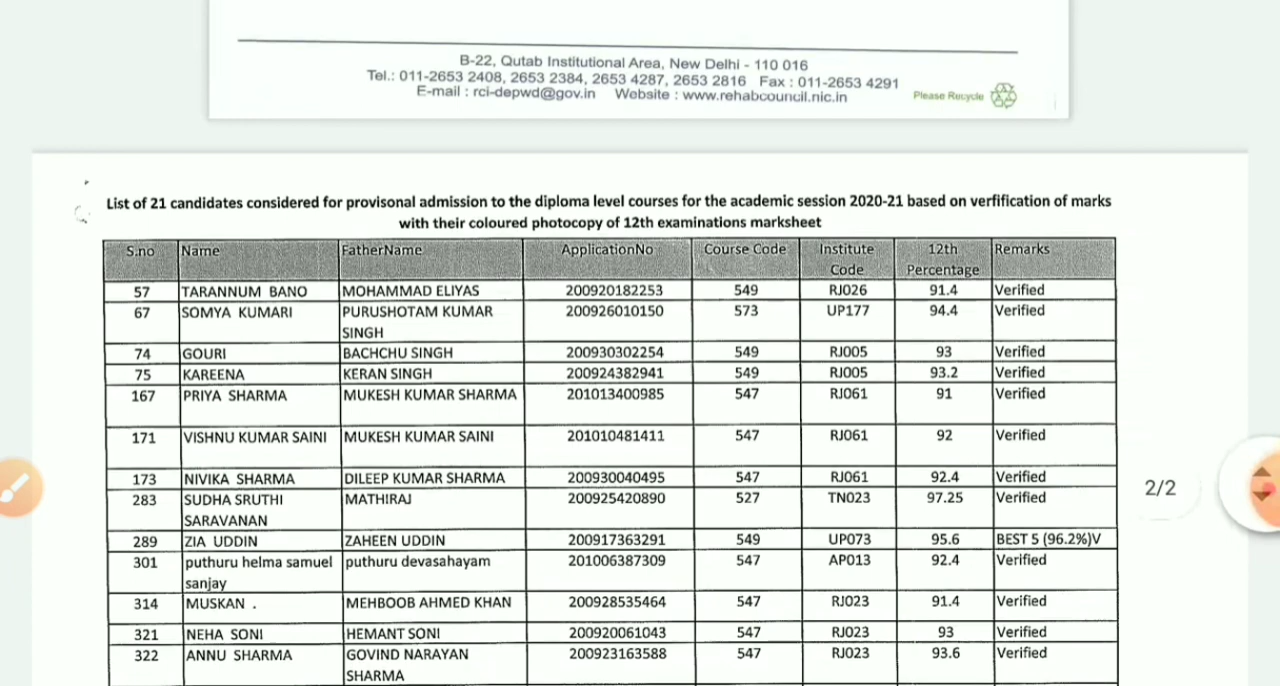 B-22, Qutab Institutional Area, New Delhi - 110 016
Tel.: 011-2653 2408, 2653 2384, 2653 4287, 2653 2816 Fax : 011-2653 4291
E-mail : rci-depwd@gov.in Website : www.rehabcouncil.nic.in
Please Recycle
List of 21 candidates considered for provisonal admission to the diploma level courses for the academic session 2020-21 based on verfification of marks
with their coloured photocopy of 12th examinations marksheet
S.no Name FatherName ApplicationNo Course Code Institute 12th Remarks
Code Percentage
57 TARANNUM BANO MOHAMMAD ELIYAS 200920182253 549 RJ026 91.4 Verified
67 SOMYA KUMARI PURUSHOTAM KUMAR 200926010150 573 UP177 94.4 Verified
SINGH
74 GOURI BACHCHU SINGH 200930302254 549 RJ005 93 Verified
75 KAREENA KERAN SINGH 200924382941 549 RJ005 93.2 Verified
167 PRIYA SHARMA MUKESH KUMAR SHARMA 201013400985 547 RJ061 91 Verified
171 VISHNU KUMAR SAINI MUKESH KUMAR SAINI 201010481411 547 RJ061 92 Verified
173 NIVIKA SHARMA DILEEP KUMAR SHARMA 200930040495 547 RJ061 92.4 Verified
283 SUDHA SRUTHI MATHIRAJ 200925420890 527 TN023 97.25 Verified
SARAVANAN
289 ZIA UDDIN ZAHEEN UDDIN 200917363291 549 UP073 95.6 BEST 5 (96.2%)V
301 puthuru helma samuel puthuru devasahayam 201006387309 547 AP013 92.4 Verified
sanjay
314 MUSKAN . MEHBOOB AHMED KHAN 200928535464 547 RJ023 91.4 Verified
321 NEHA SONI HEMANT SONI 200920061043 547 RJ023 93 Verified
322 ANNU SHARMA GOVIND NARAYAN 200923163588 547 RJ023 93.6 Verified
SHARMA
2/2